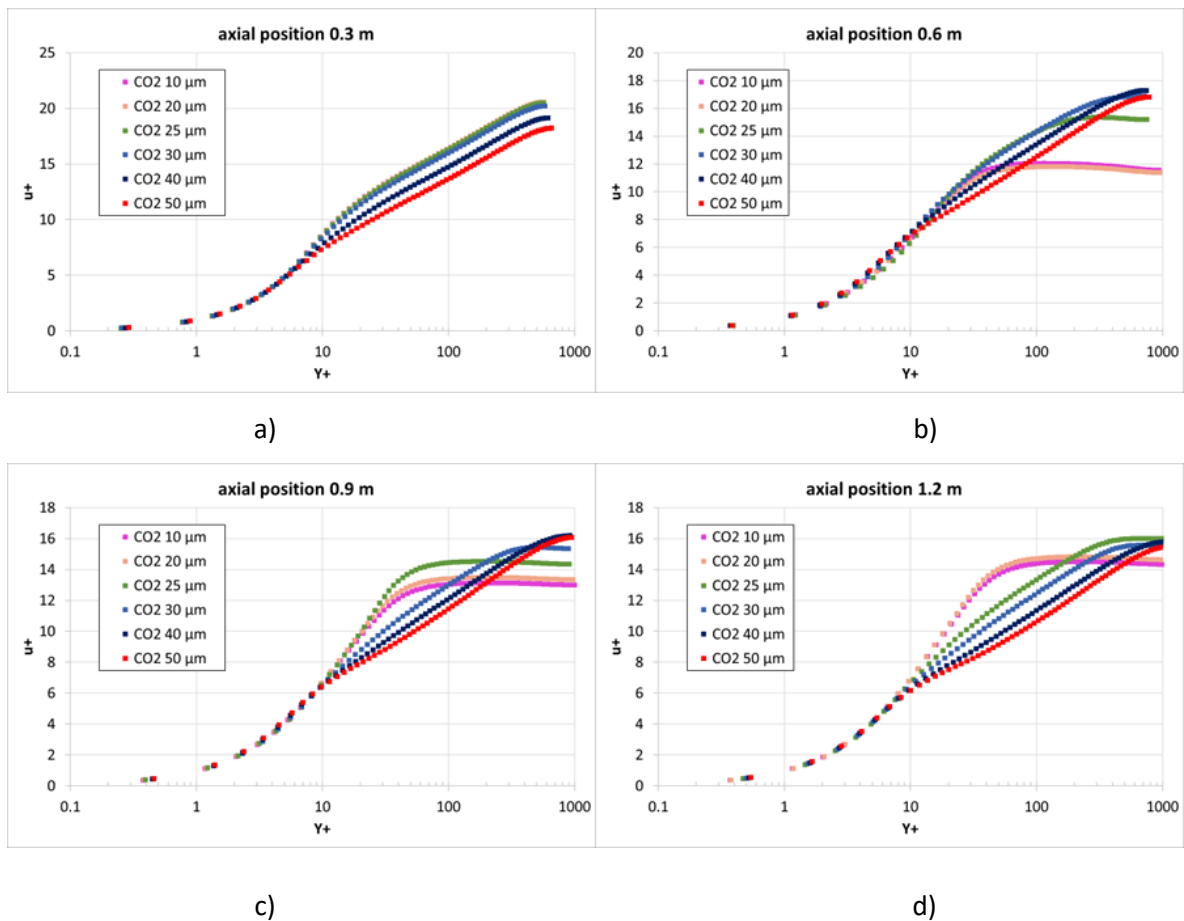 axial position 0.3 m
25
20
15
10
5
0
u+
CO2 10 µm
CO2 20 µm
CO2 25 µm
CO2 30 µm
CO2 40 µm
CO2 50 µm
0.1 1 10 100 1000
Y+
a)
axial position 0.6 m
20
18
16
14
12
10
8
6
4
2
0
u+
CO2 10 µm
CO2 20 µm
CO2 25 µm
CO2 30 µm
CO2 40 µm
CO2 50 µm
0.1 1 10 100 1000
Y+
b)
axial position 0.9 m
18
16
14
12
10
8
6
4
2
0
u+
CO2 10 µm
CO2 20 µm
CO2 25 µm
CO2 30 µm
CO2 40 µm
CO2 50 µm
0.1 1 10 100 1000
Y+
c)
axial position 1.2 m
18
16
14
12
10
8
6
4
2
0
u+
CO2 10 µm
CO2 20 µm
CO2 25 µm
CO2 30 µm
CO2 40 µm
CO2 50 µm
0.1 1 10 100 1000
Y+
d)